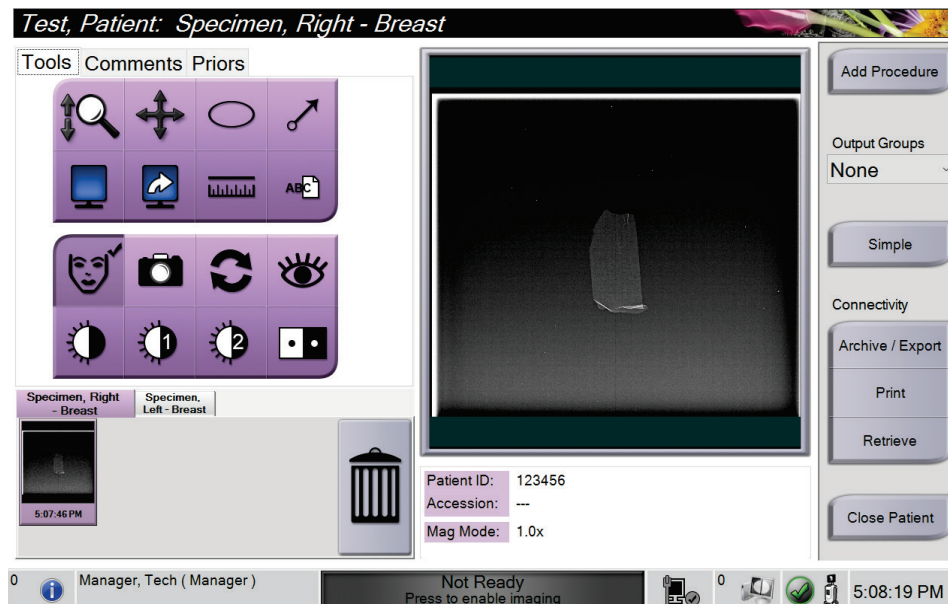 Test, Patient: Specimen, Right - Breast
Tools Comments Priors
ABC
1 2
Specimen, Right
- Breast
Specimen,
Left - Breast
5:07:46 PM
Patient ID: 123456
Accession: ---
Mag Mode: 1.0x
Add Procedure
Output Groups
None
Simple
Connectivity
Archive / Export
Print
Retrieve
Close Patient
0
Manager, Tech ( Manager )
Not Ready
Press to enable imaging
0
5:08:19 PM